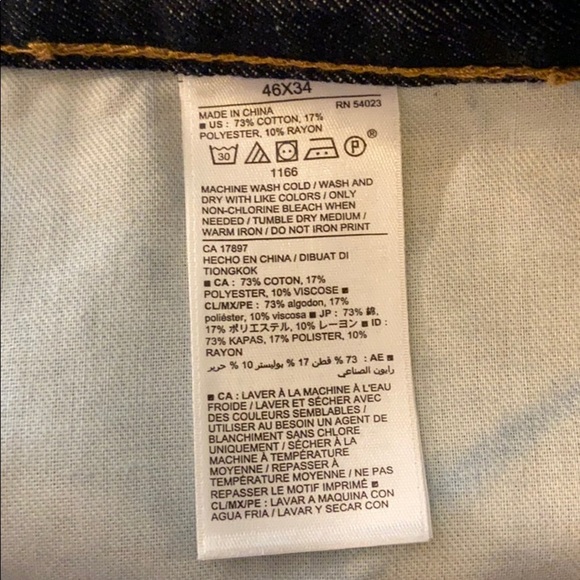 46X34
MADE IN CHINA RN 54023
■ US : 73% COTTON, 17%
POLYESTER, 10% RAYON
30 P ®
1166
MACHINE WASH COLD / WASH AND
DRY WITH LIKE COLORS / ONLY
NON-CHLORINE BLEACH WHEN
NEEDED / TUMBLE DRY MEDIUM /
WARM IRON / DO NOT IRON PRINT
CA 17897
HECHO EN CHINA / DIBUAT DI
TIONGKOK
■ CA : 73% COTON, 17%
POLYESTER, 10% VISCOSE ■
CL/MX/PE : 73% algodon, 17%
poliéster, 10% viscosa ■ JP : 73% 綿,
17% ポリエステル, 10% レーヨン ■ ID :
73% KAPAS, 17% POLISTER, 10%
RAYON
■ AE : 73 % قطن 17 % بوليستر 10 % حرير
رايون الصناعي
■ CA : LAVER À LA MACHINE À L'EAU
FROIDE / LAVER ET SÉCHER AVEC
DES COULEURS SEMBLABLES /
UTILISER AU BESOIN UN AGENT DE
BLANCHIMENT SANS CHLORE
UNIQUEMENT / SÉCHER À LA
MACHINE À TEMPÉRATURE
MOYENNE / REPASSER À
TEMPÉRATURE MOYENNE / NE PAS
REPASSER LE MOTIF IMPRIMÉ ■
CL/MX/PE : LAVAR A MAQUINA CON
AGUA FRIA / LAVAR Y SECAR CON